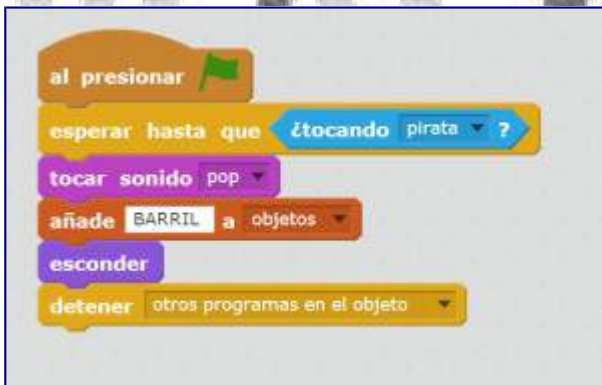 al presionar
esperar hasta que ¿tocando pirata ?
tocar sonido pop
añade BARRIL a objetos
esconder
detener otros programas en el objeto